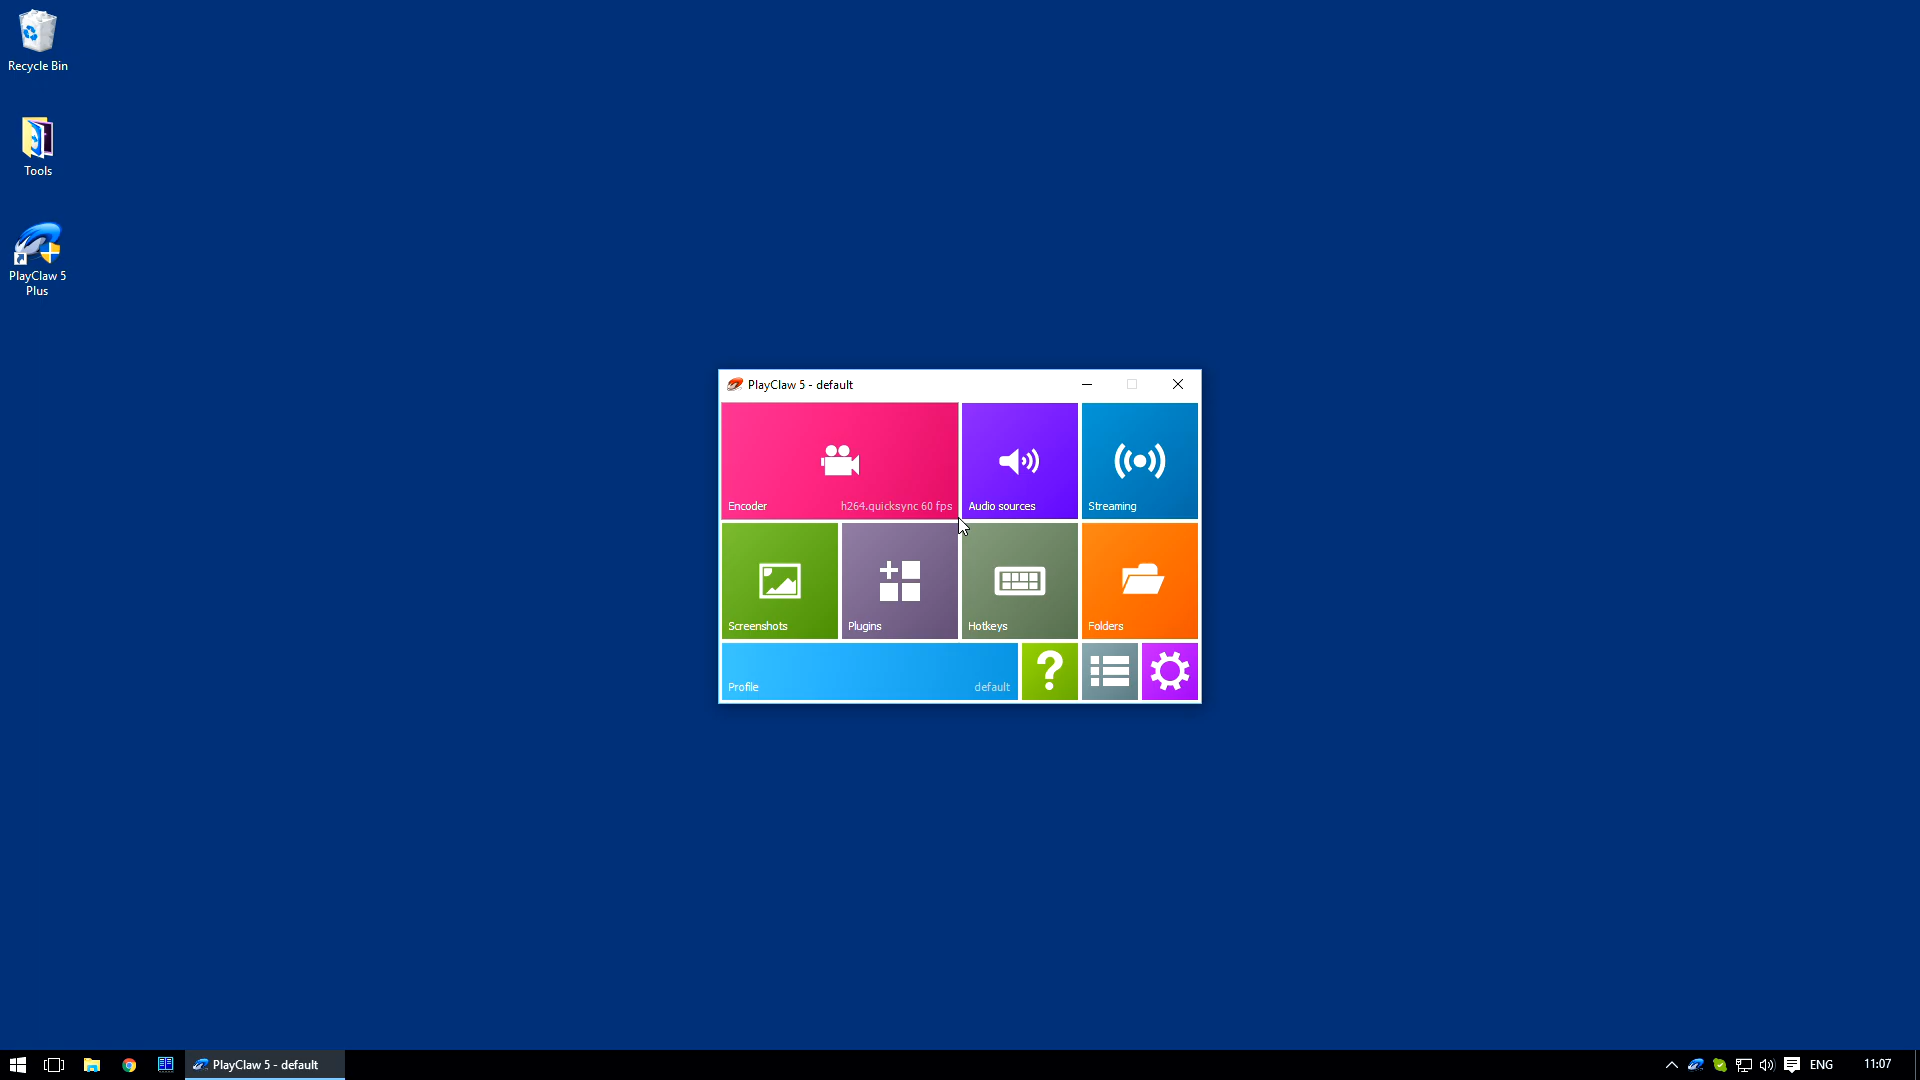 Recycle Bin
Tools
PlayClaw 5
Plus
PlayClaw 5 - default
Encoder
h264.quicksync 60 fps
Audio sources
Streaming
Screenshots
Plugins
Hotkeys
Folders
Profile
default
?
PlayClaw 5 - default
ENG
11:07